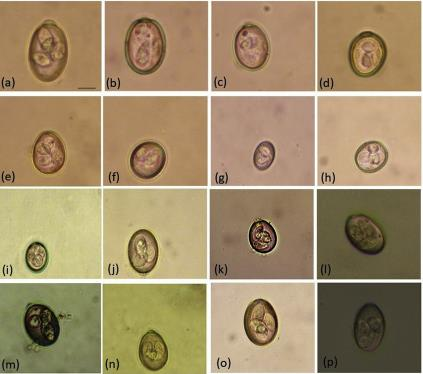 (a) (b) (c) (d)
(e) (f) (g) (h)
(i) (j) (k) (l)
(m) (n) (o) (p)